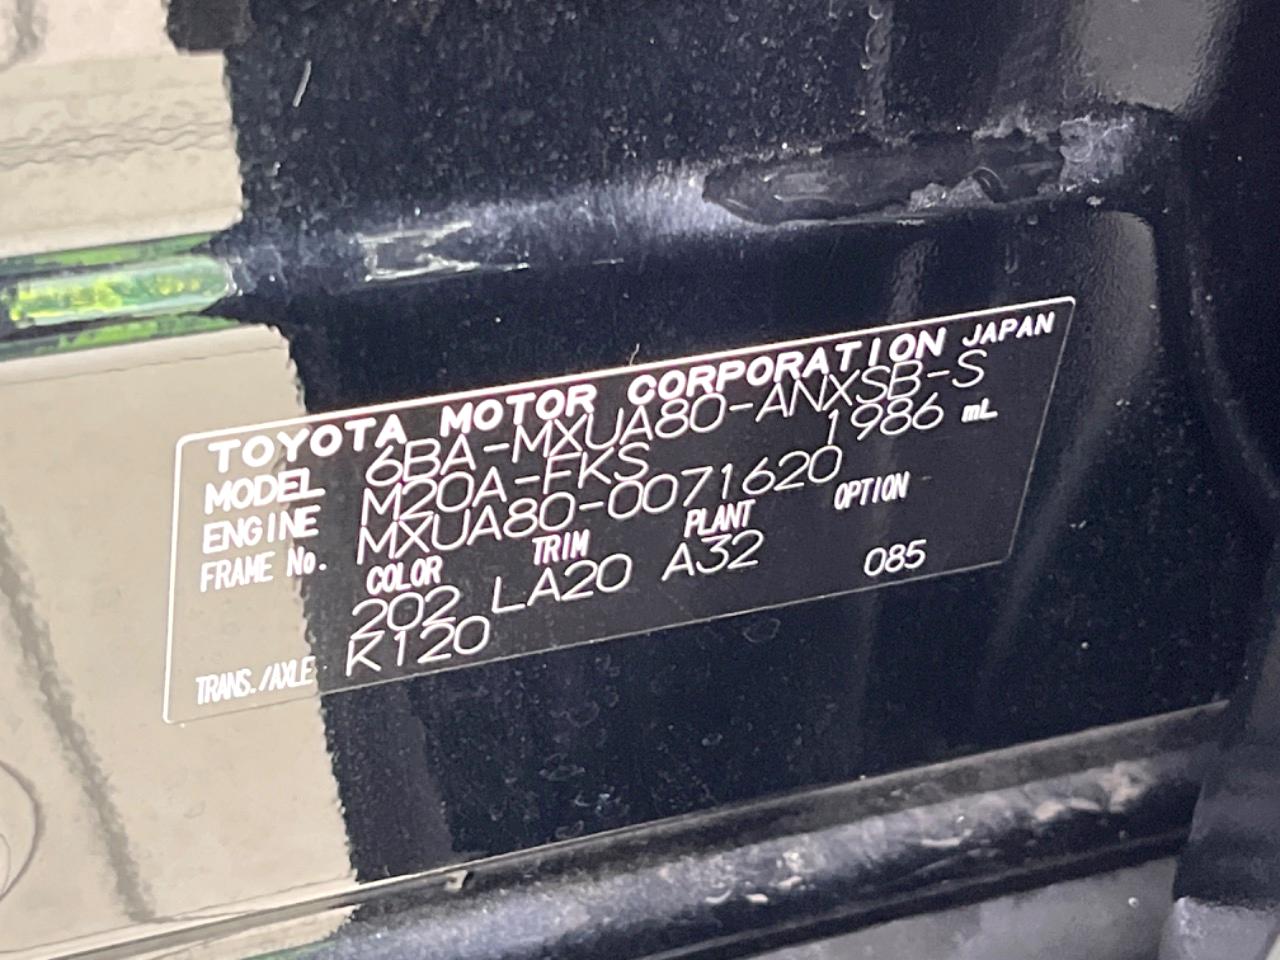 TOYOTA MOTOR CORPORATION JAPAN
MODEL 6BA-MXUA80-ANXSB-S
ENGINE M20A-FKS 1986 mL
FRAME No. MXUA80-0071620
COLOR TRIM PLANT OPTION
202 LA20 A32 085
TRANS./AXLE K120